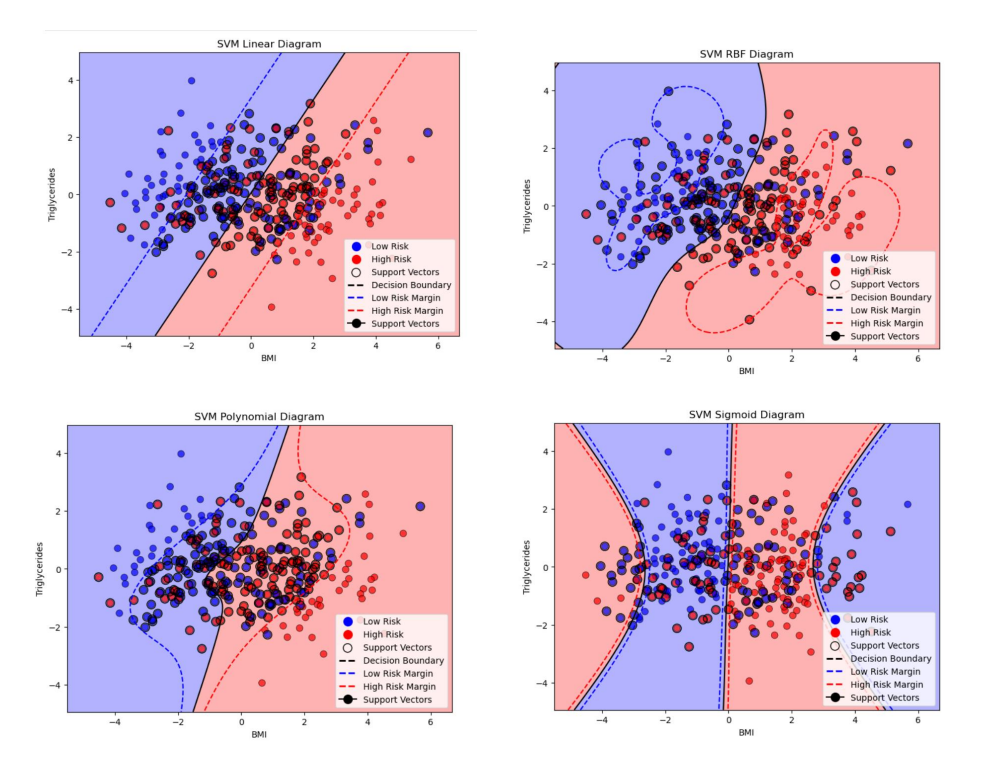 SVM Linear Diagram
4
2
0
−2
−4
Triglycerides
−4 −2 0 2 4 6
BMI
Low Risk
High Risk
Support Vectors
Decision Boundary
Low Risk Margin
High Risk Margin
Support Vectors
SVM RBF Diagram
4
2
0
−2
−4
Triglycerides
−4 −2 0 2 4 6
BMI
Low Risk
High Risk
Support Vectors
Decision Boundary
Low Risk Margin
High Risk Margin
Support Vectors
SVM Polynomial Diagram
4
2
0
−2
−4
Triglycerides
−4 −2 0 2 4 6
BMI
Low Risk
High Risk
Support Vectors
Decision Boundary
Low Risk Margin
High Risk Margin
Support Vectors
SVM Sigmoid Diagram
4
2
0
−2
−4
Triglycerides
−4 −2 0 2 4 6
BMI
Low Risk
High Risk
Support Vectors
Decision Boundary
Low Risk Margin
High Risk Margin
Support Vectors